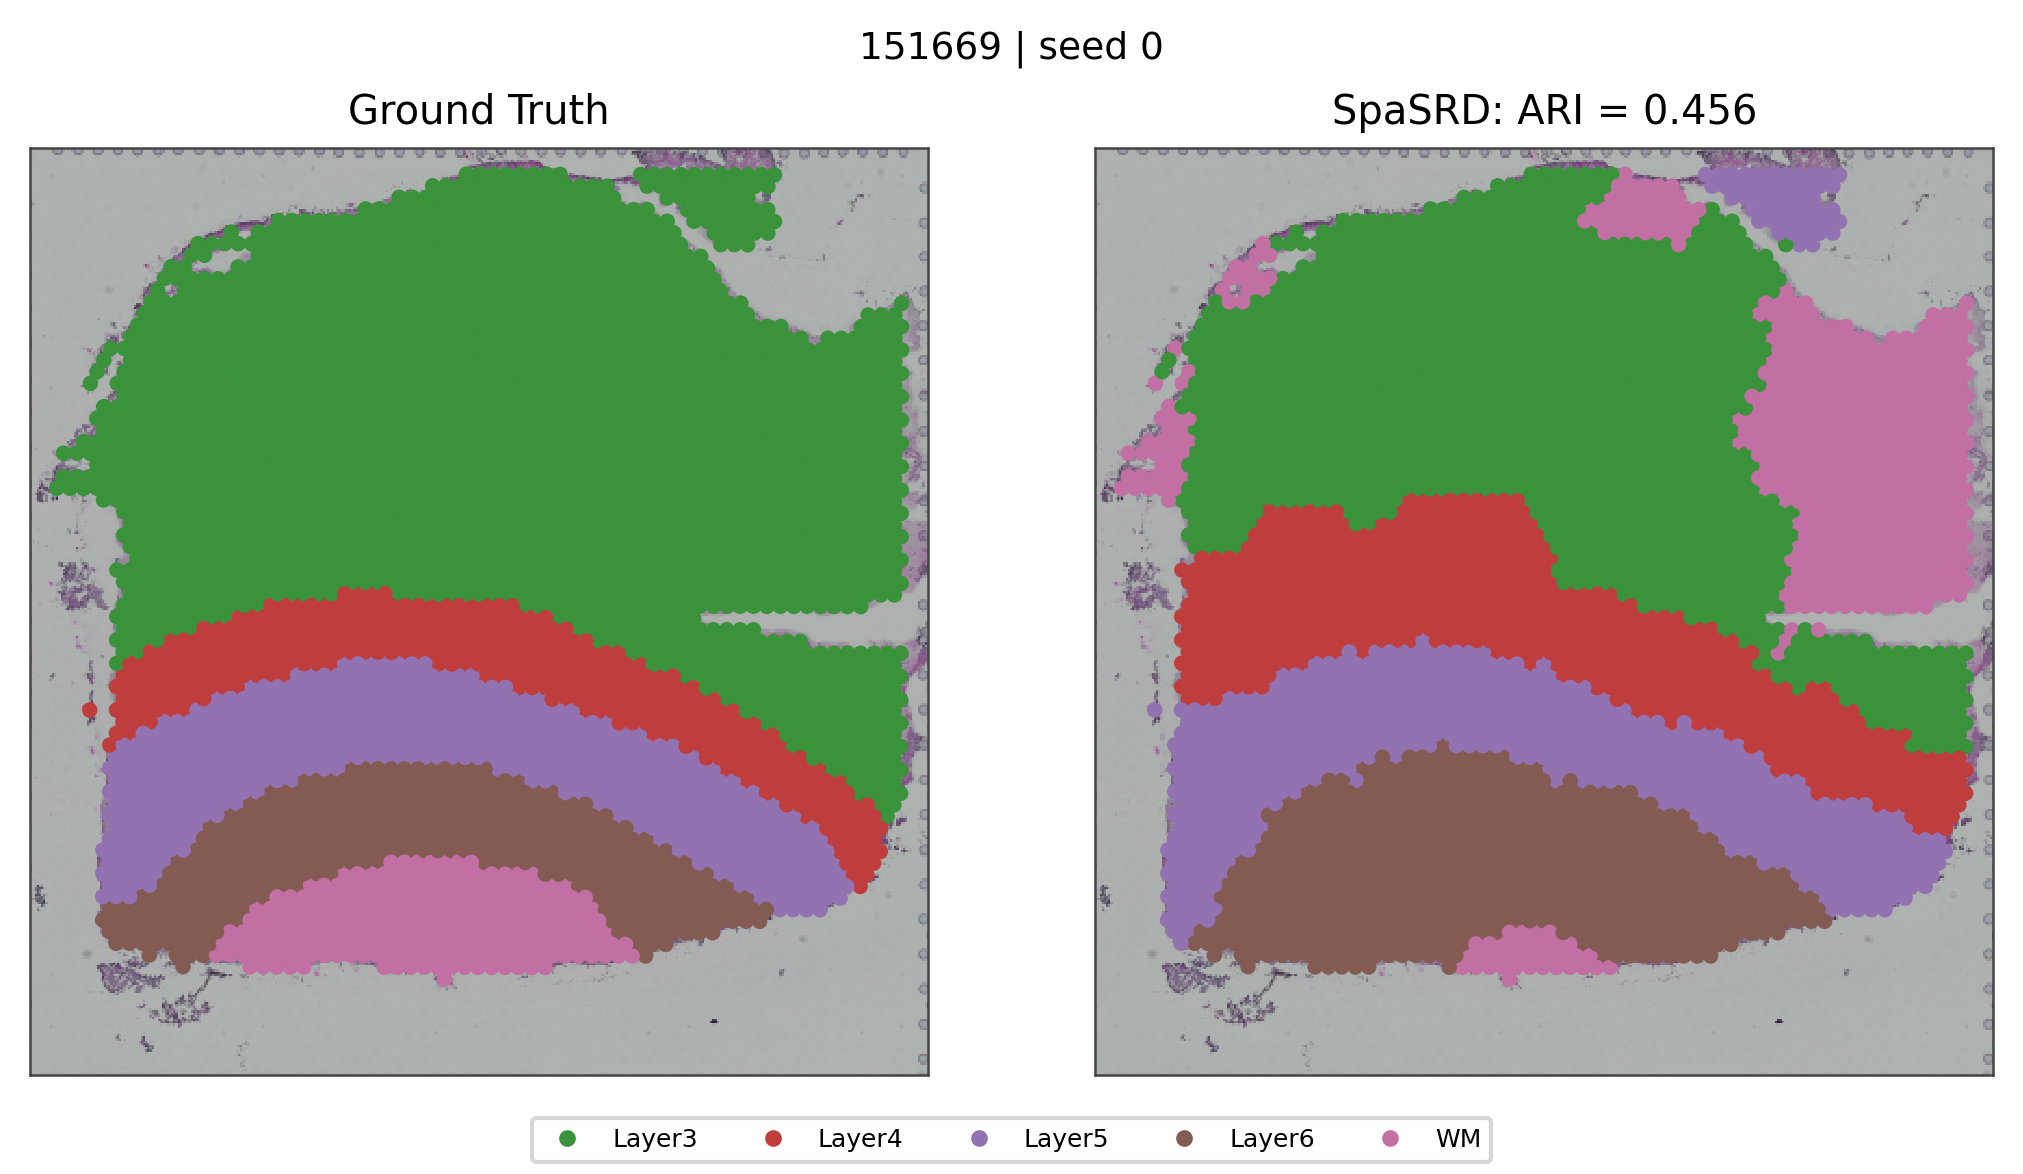 151669 | seed 0
Ground Truth
SpaSRD: ARI = 0.456
Layer3 Layer4 Layer5 Layer6 WM